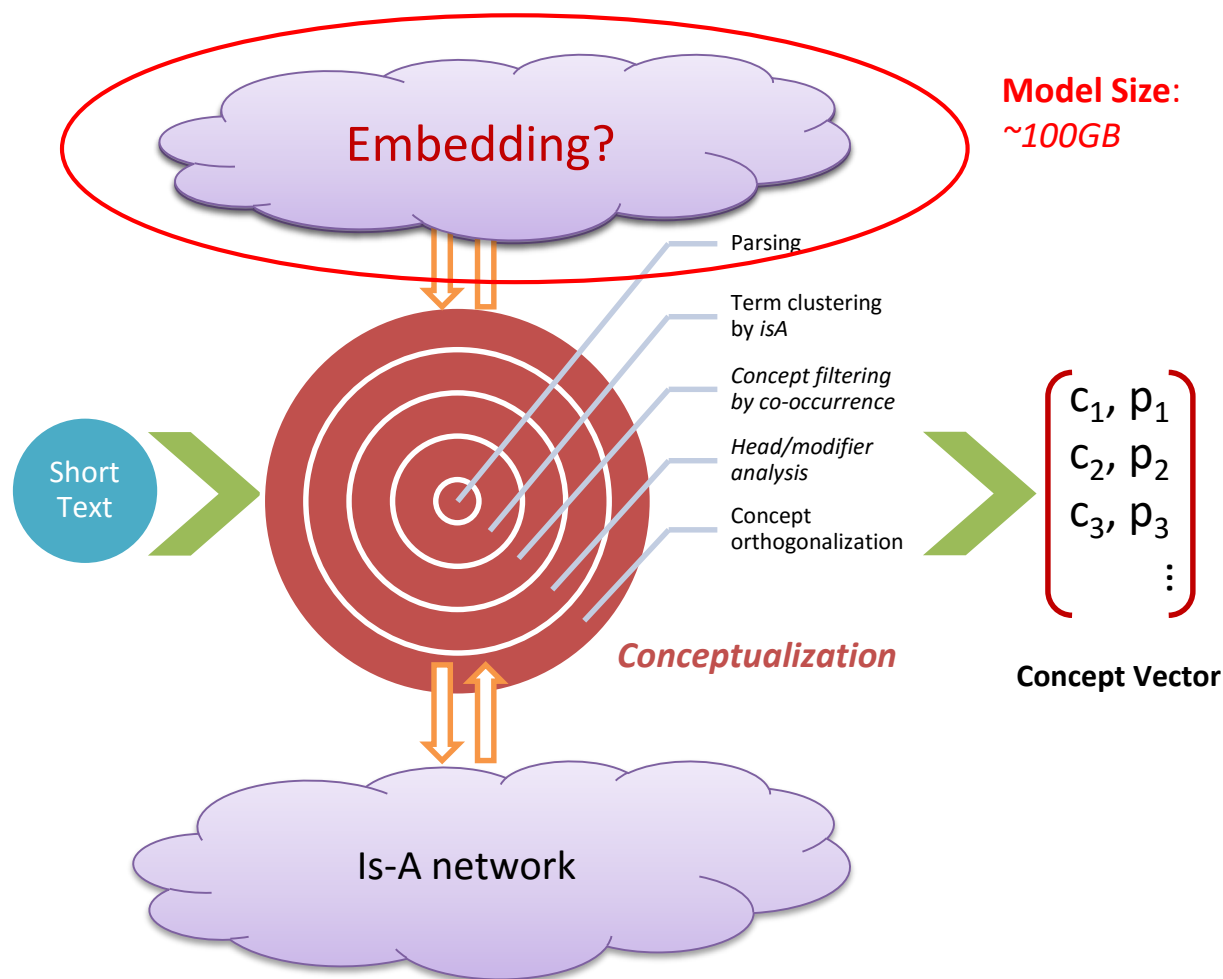 Embedding?
Model Size:
~100GB
Parsing
Term clustering
by isA
Concept filtering
by co-occurrence
Head/modifier
analysis
Concept
orthogonalization
Short
Text
c₁, p₁
c₂, p₂
c₃, p₃
⋮
Conceptualization
Concept Vector
Is-A network